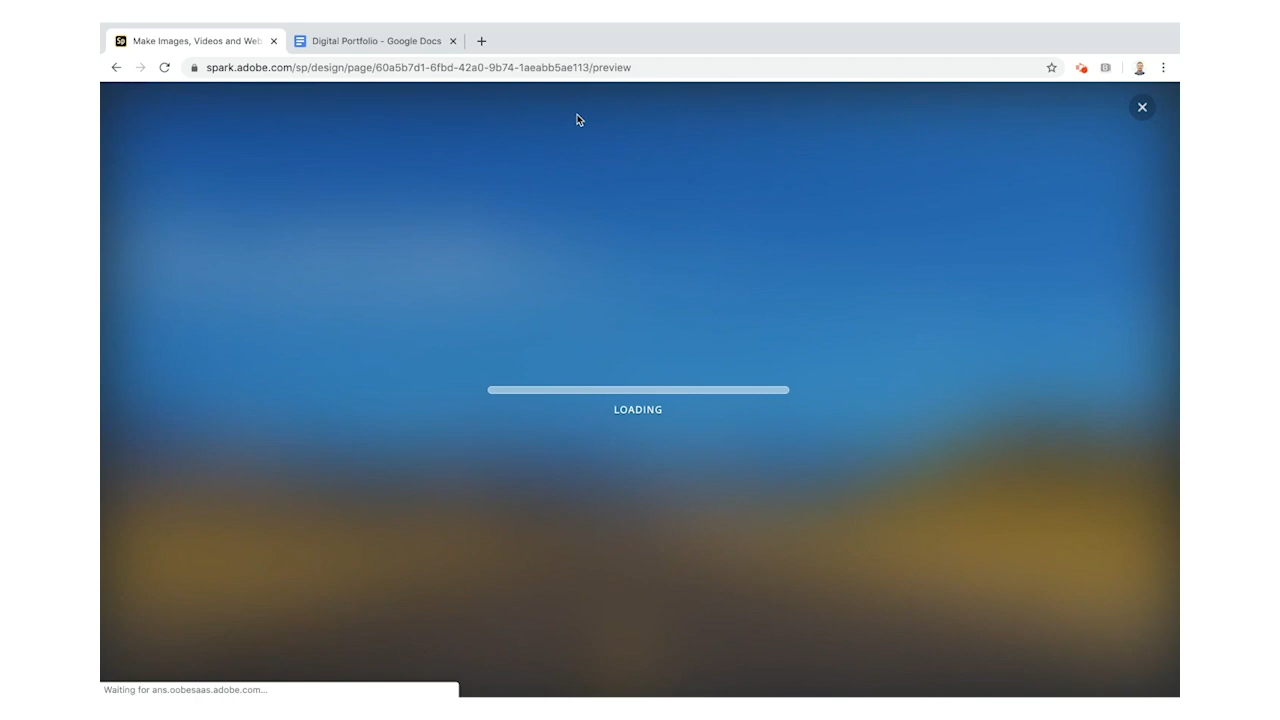 Sp Make Images, Videos and Web
Digital Portfolio - Google Docs
spark.adobe.com/sp/design/page/60a5b7d1-6fbd-42a0-9b74-1aeabb5ae113/preview
LOADING
Waiting for ans.oobesaas.adobe.com...